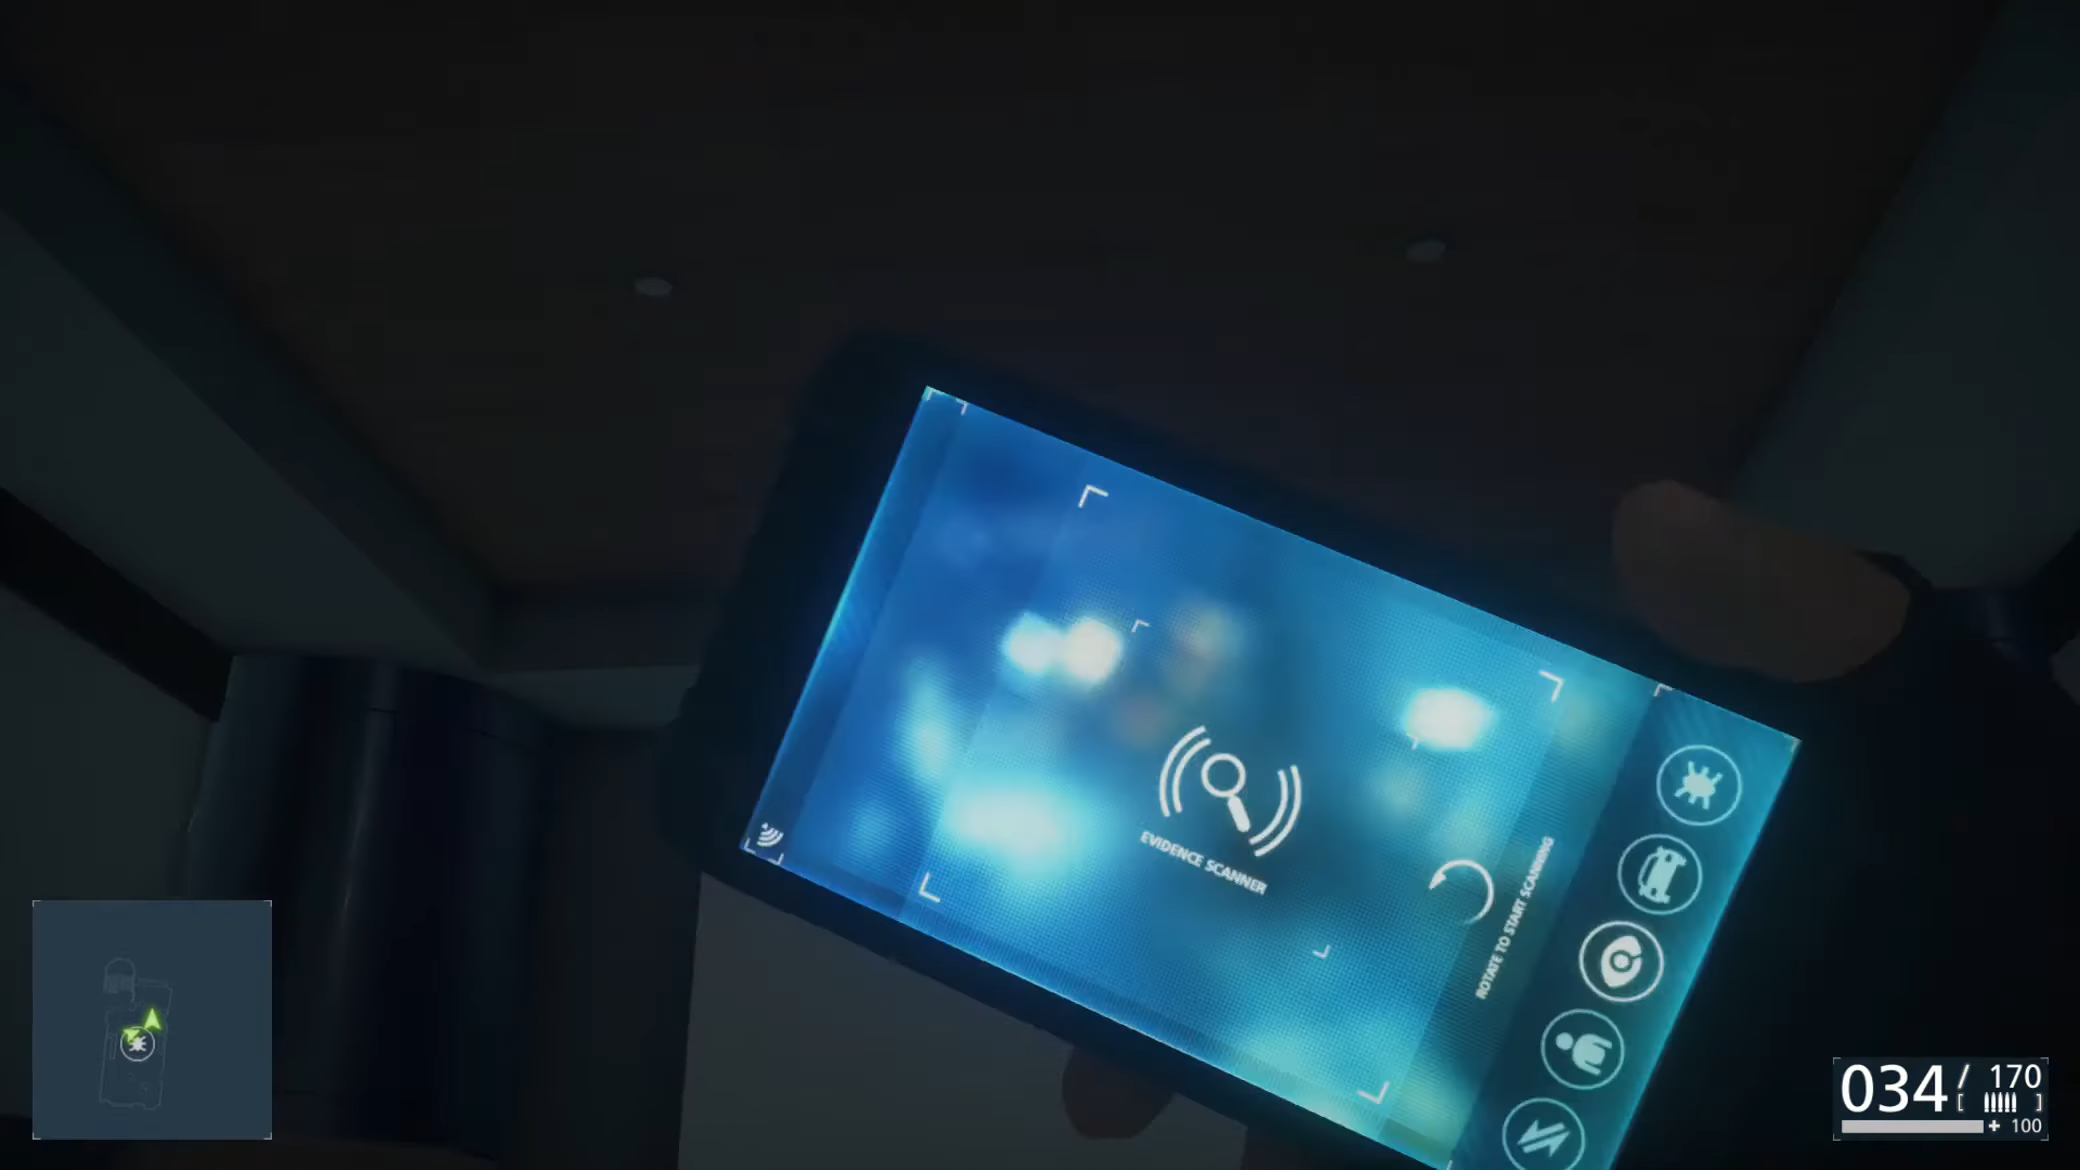 EVIDENCE SCANNER
ROTATE TO START SCANNING
034 / 170
+ 100